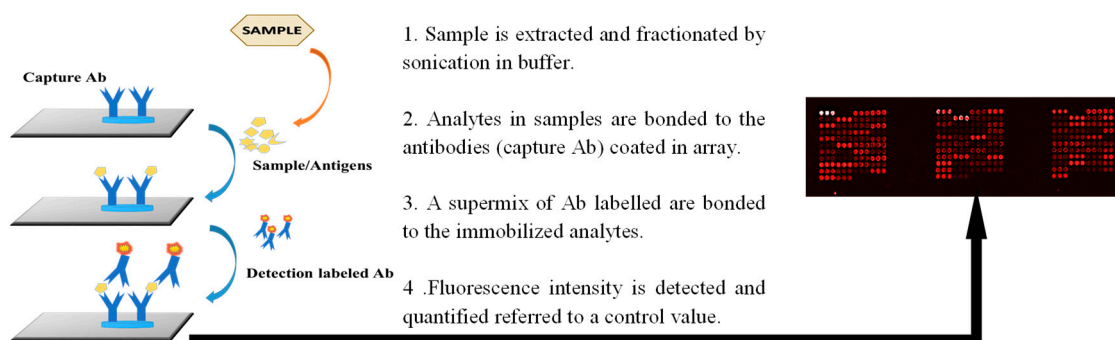 SAMPLE
Capture Ab
Sample/Antigens
Detection labeled Ab
1. Sample is extracted and fractionated by
sonication in buffer.
2. Analytes in samples are bonded to the
antibodies (capture Ab) coated in array.
3. A supermix of Ab labelled are bonded
to the immobilized analytes.
4 .Fluorescence intensity is detected and
quantified referred to a control value.